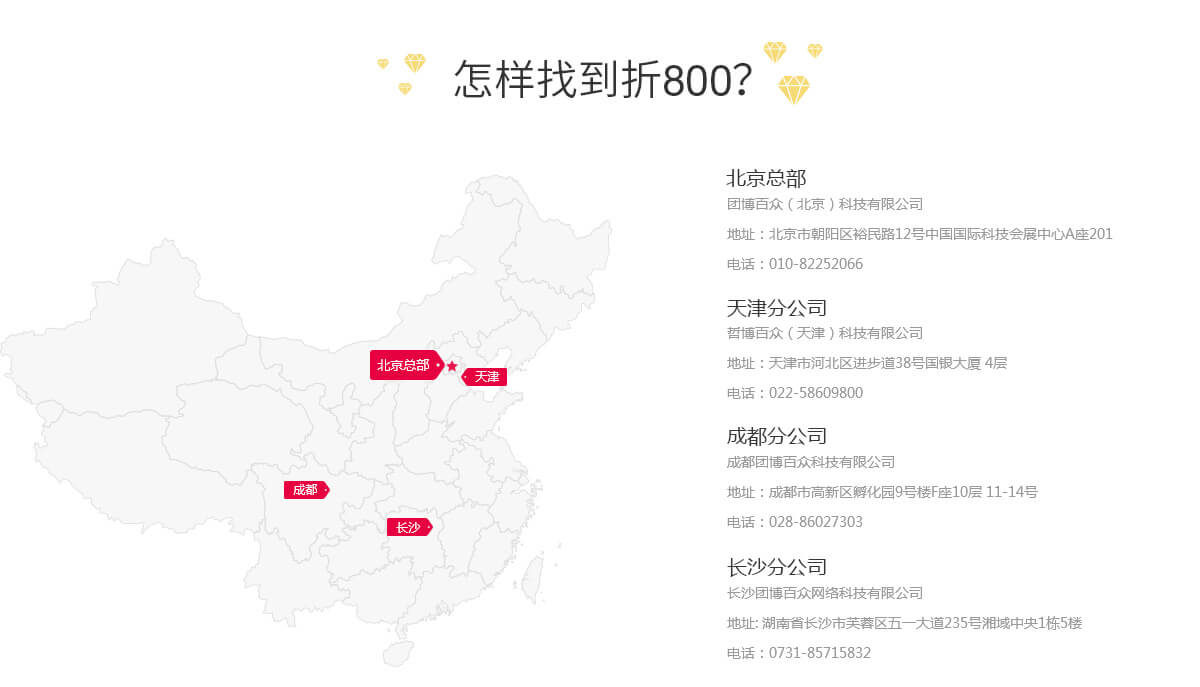 怎样找到折800?
北京总部
天津
成都
长沙
北京总部
团博百众（北京）科技有限公司
地址：北京市朝阳区裕民路12号中国国际科技会展中心A座201
电话：010-82252066
天津分公司
哲博百众（天津）科技有限公司
地址：天津市河北区进步道38号国银大厦 4层
电话：022-58609800
成都分公司
成都团博百众科技有限公司
地址：成都市高新区孵化园9号楼F座10层 11-14号
电话：028-86027303
长沙分公司
长沙团博百众网络科技有限公司
地址: 湖南省长沙市芙蓉区五一大道235号湘域中央1栋5楼
电话：0731-85715832